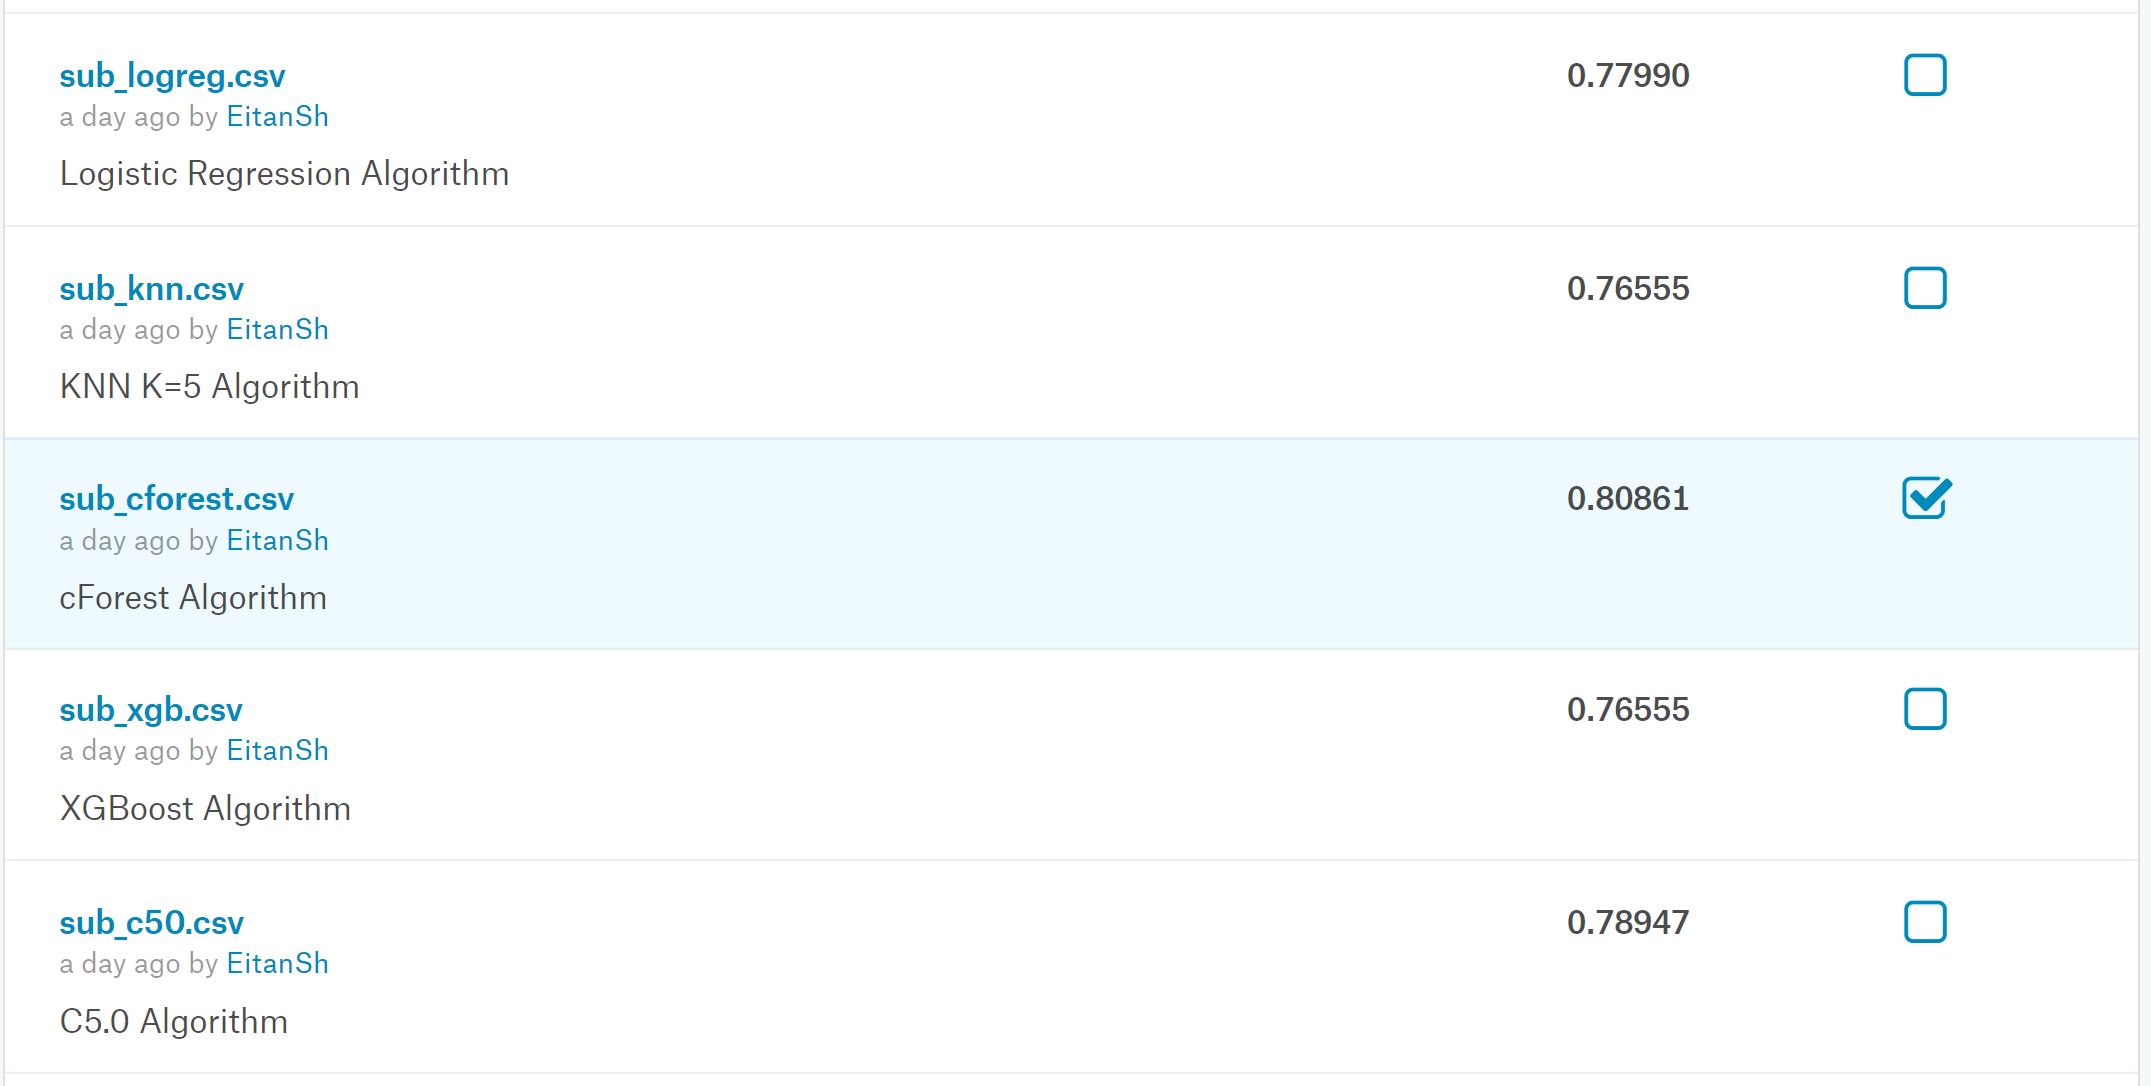 sub_logreg.csv 0.77990
a day ago by EitanSh
Logistic Regression Algorithm
sub_knn.csv 0.76555
a day ago by EitanSh
KNN K=5 Algorithm
sub_cforest.csv 0.80861
a day ago by EitanSh
cForest Algorithm
sub_xgb.csv 0.76555
a day ago by EitanSh
XGBoost Algorithm
sub_c50.csv 0.78947
a day ago by EitanSh
C5.0 Algorithm